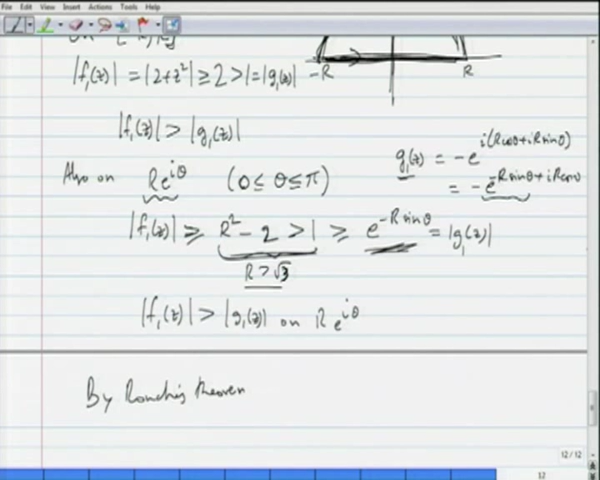 File Edit View Insert Actions Tools Help
|f₁(z)| = |2+z²| ≥ 2 > 1 = |g₁(z)|
-R R
|f₁(z)| > |g₁(z)|
g₁(z) = -e^{i(Rcosθ+iRsinθ)}
Also on Re^{iθ} (0 ≤ θ ≤ π)
= -e^{-Rsinθ+iRcosθ}
|f₁(z)| ≥ R² - 2 > 1 ≥ e^{-R sinθ} = |g₁(z)|
R > √3
|f₁(z)| > |g₁(z)| on R e^{iθ}
By Rouche's theorem
12 / 12
12